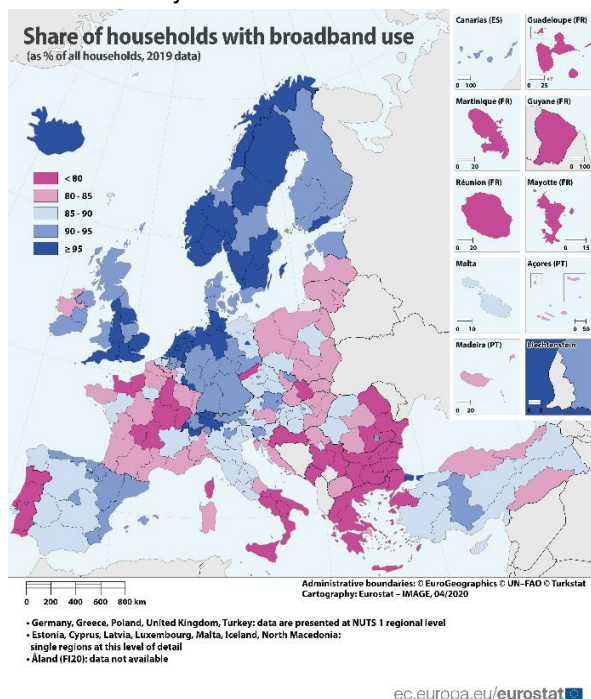 Share of households with broadband use
(as % of all households, 2019 data)
< 80
80 - 85
85 - 90
90 - 95
≥ 95
Canarias (ES)
0 100
Guadeloupe (FR)
0 25
Martinique (FR)
0 20
Guyane (FR)
0 100
Réunion (FR)
0 20
Mayotte (FR)
0 15
Malta
0 10
Açores (PT)
0 50
Madeira (PT)
0 20
Liechtenstein
0 200 400 600 800 km
Administrative boundaries: © EuroGeographics © UN–FAO © Turkstat
Cartography: Eurostat – IMAGE, 04/2020
• Germany, Greece, Poland, United Kingdom, Turkey: data are presented at NUTS 1 regional level
• Estonia, Cyprus, Latvia, Luxembourg, Malta, Iceland, North Macedonia:
single regions at this level of detail
• Åland (FI20): data not available
ec.europa.eu/eurostat